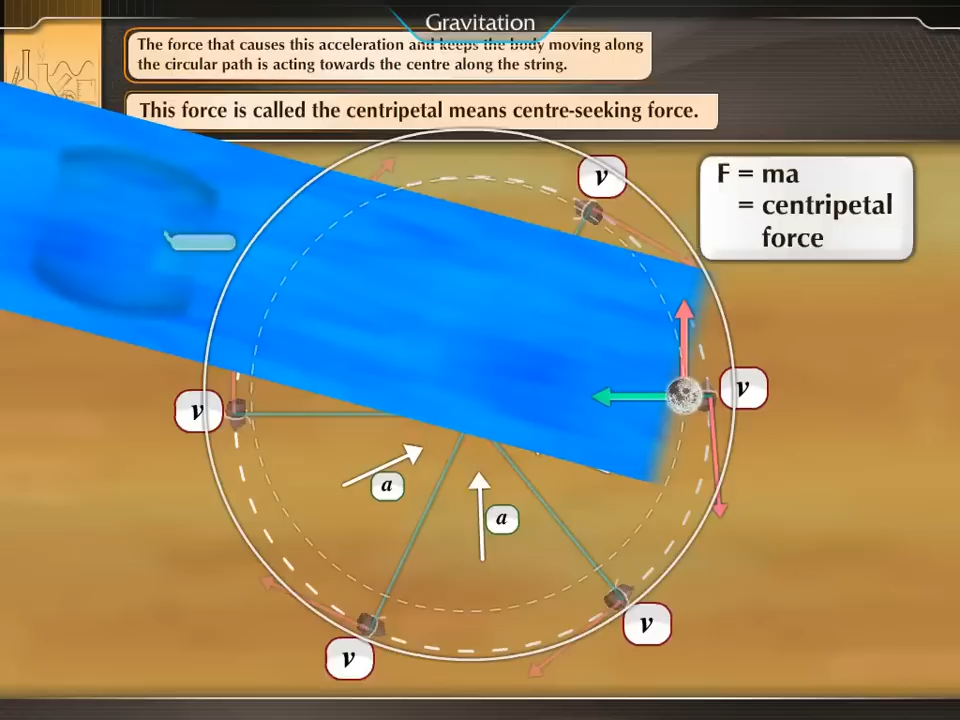 Gravitation
The force that causes this acceleration and keeps the body moving along
the circular path is acting towards the centre along the string.
This force is called the centripetal means centre-seeking force.
F = ma
= centripetal
force
v
v
v
a
a
v
v